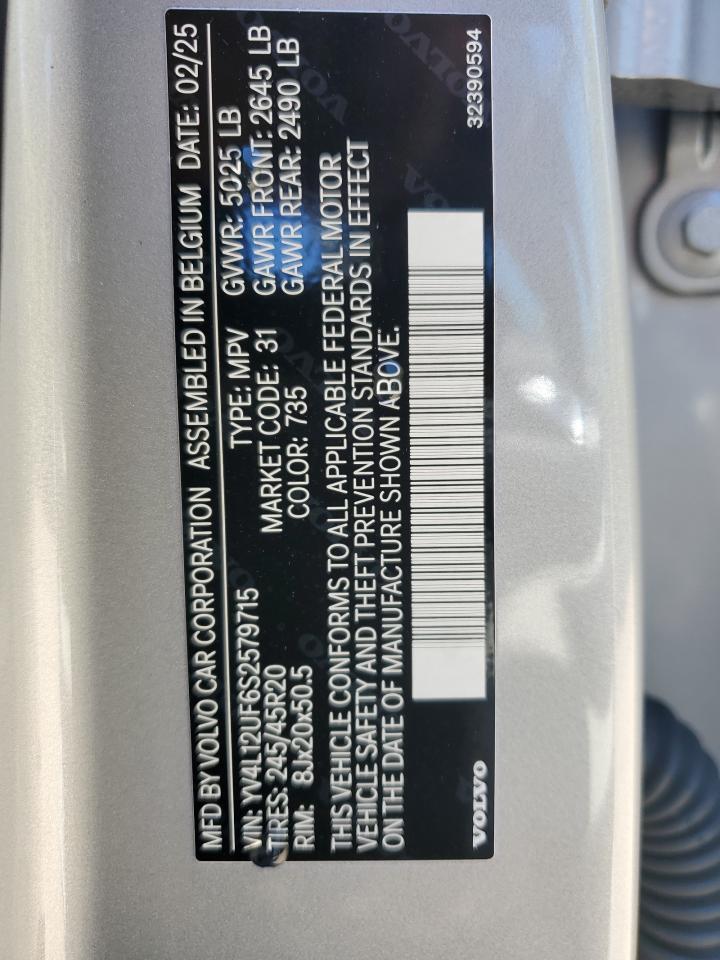 MFD BY VOLVO CAR CORPORATION ASSEMBLED IN BELGIUM DATE: 02/25
VIN: YV4L12UF6S2579715 TYPE: MPV GVWR: 5025 LB
TIRES: 245/45R20 MARKET CODE: 31 GAWR FRONT: 2645 LB
RIM: 8Jx20x50.5 COLOR: 735 GAWR REAR: 2490 LB
THIS VEHICLE CONFORMS TO ALL APPLICABLE FEDERAL MOTOR
VEHICLE SAFETY AND THEFT PREVENTION STANDARDS IN EFFECT
ON THE DATE OF MANUFACTURE SHOWN ABOVE.
VOLVO 32390594